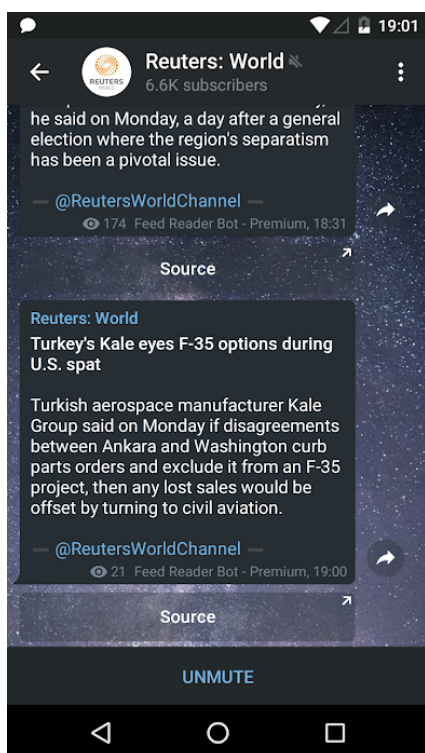 19:01
Reuters: World
6.6K subscribers
REUTERS
he said on Monday, a day after a general
election where the region's separatism
has been a pivotal issue.
— @ReutersWorldChannel —
174 Feed Reader Bot - Premium, 18:31
Source
Reuters: World
Turkey's Kale eyes F-35 options during
U.S. spat
Turkish aerospace manufacturer Kale
Group said on Monday if disagreements
between Ankara and Washington curb
parts orders and exclude it from an F-35
project, then any lost sales would be
offset by turning to civil aviation.
— @ReutersWorldChannel —
21 Feed Reader Bot - Premium, 19:00
Source
UNMUTE